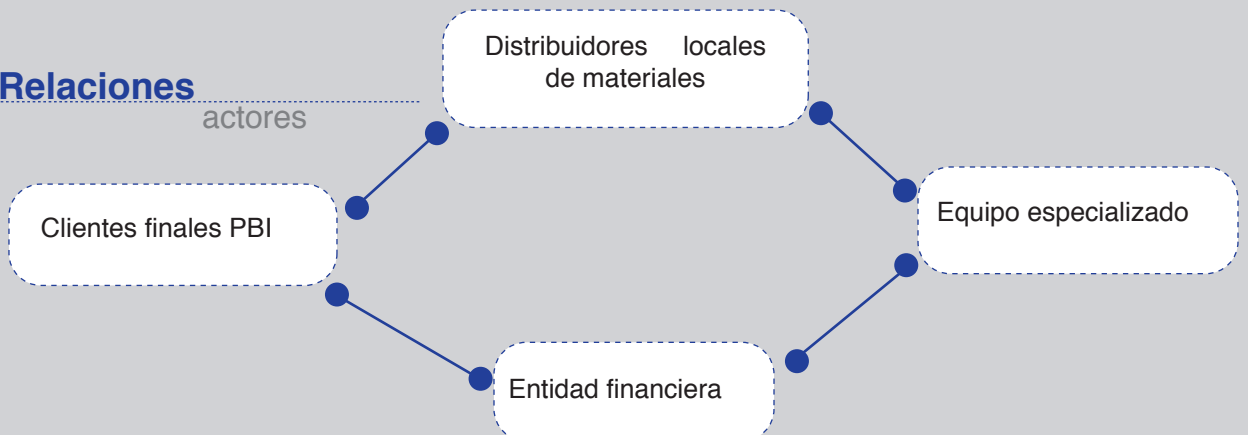 Relaciones
actores
Distribuidores locales
de materiales
Clientes finales PBI
Equipo especializado
Entidad financiera